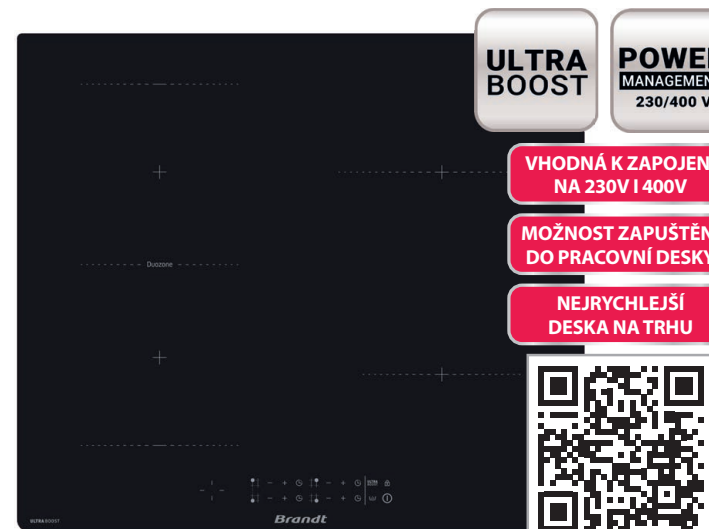 ULTRA
BOOST
POWE
MANAGEMEN
230/400 V
VHODNÁ K ZAPOJEN
NA 230V I 400V
MOŽNOST ZAPUŠTĚN
DO PRACOVNÍ DESKY
NEJRYCHLEJŠÍ
DESKA NA TRHU
Duozone
ULTRA BOOST
Brandt